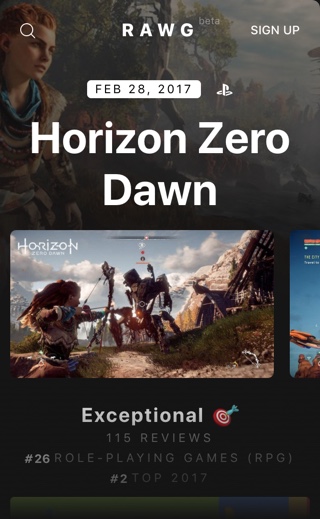 RAWG beta
SIGN UP
FEB 28, 2017
Horizon Zero
Dawn
HORIZON
ZERO DAWN
Exceptional
115 REVIEWS
#26 ROLE-PLAYING GAMES (RPG)
#2 TOP 2017